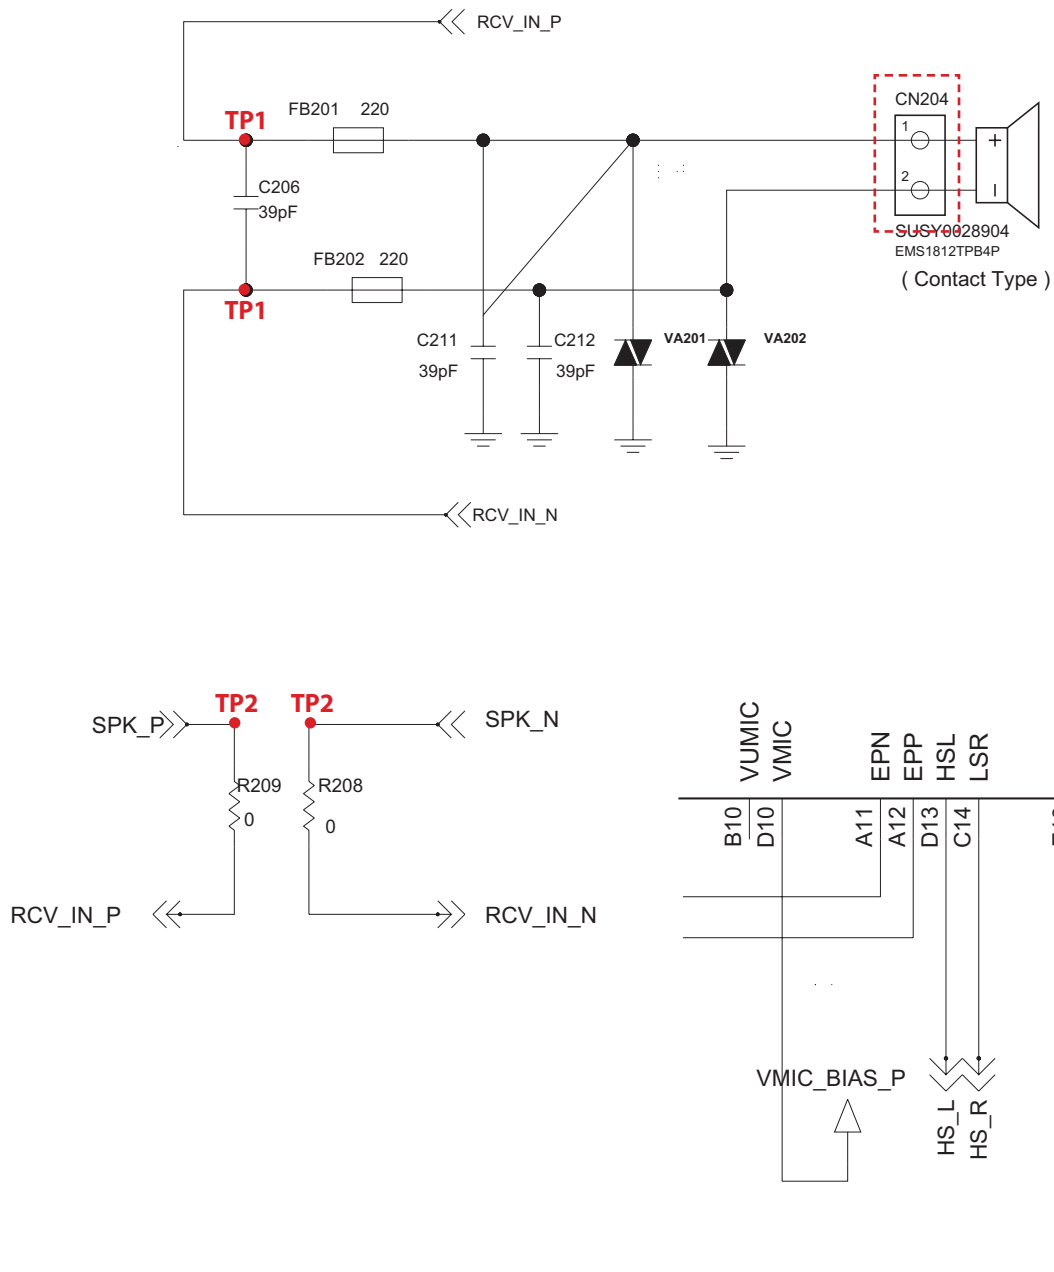 RCV_IN_P
CN204
FB201 220
TP1
1
+
C206
39pF
2
−
SUSY0028904
EMS1812TPB4P
( Contact Type )
FB202 220
TP1
C211
39pF
C212
39pF
VA201
VA202
RCV_IN_N
TP2
TP2
SPK_P
SPK_N
R209
0
R208
0
RCV_IN_P
RCV_IN_N
VUMIC
VMIC
EPN
EPP
HSL
LSR
B10
D10
A11
A12
D13
C14
VMIC_BIAS_P
HS_L
HS_R